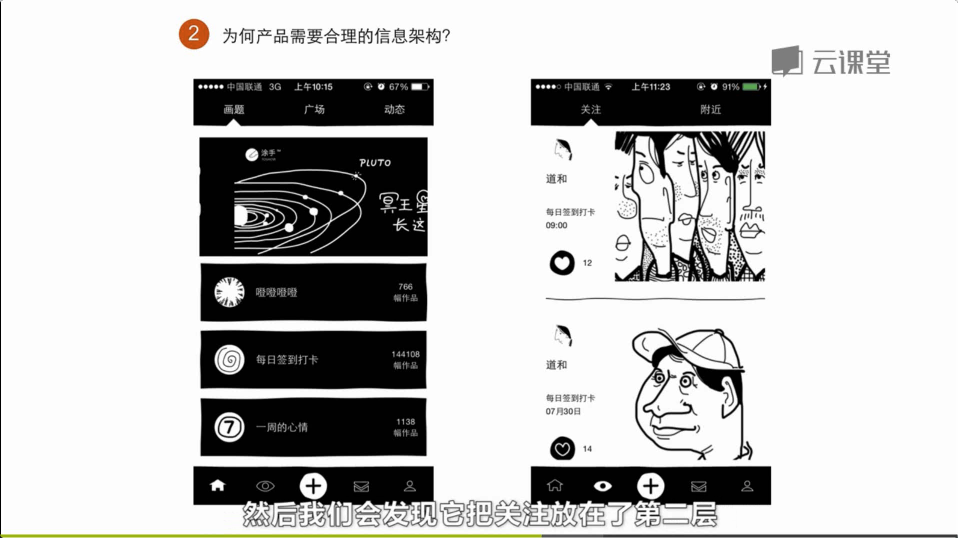 2 为何产品需要合理的信息架构?
云课堂
●●●●● 中国联通 3G 上午10:15 67%
画题 广场 动态
涂手™
PLUTO
冥王星
长这
噔噔噔噔
766
幅作品
每日签到打卡
144108
幅作品
7
一周的心情
1138
幅作品
●●●●○ 中国联通 上午11:23 91%
关注 附近
道和
每日签到打卡
09:00
12
道和
每日签到打卡
07月30日
14
然后我们会发现它把关注放在了第二层